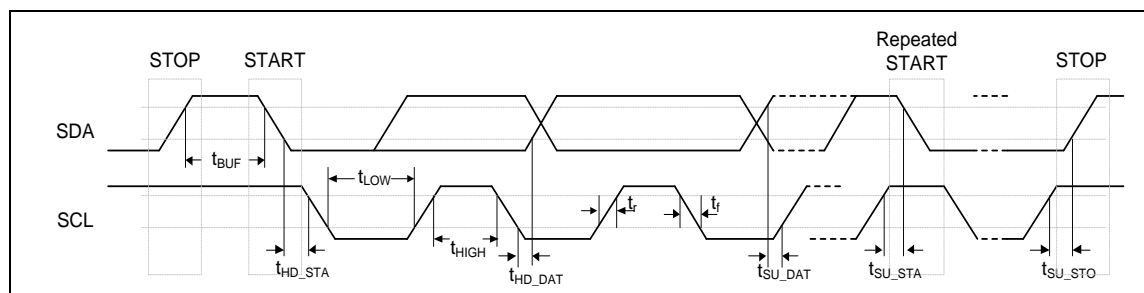 STOP
START
Repeated
START
STOP
SDA
tBUF
tLOW
SCL
tr
tf
tHD_STA
tHIGH
tHD_DAT
tSU_DAT
tSU_STA
tSU_STO